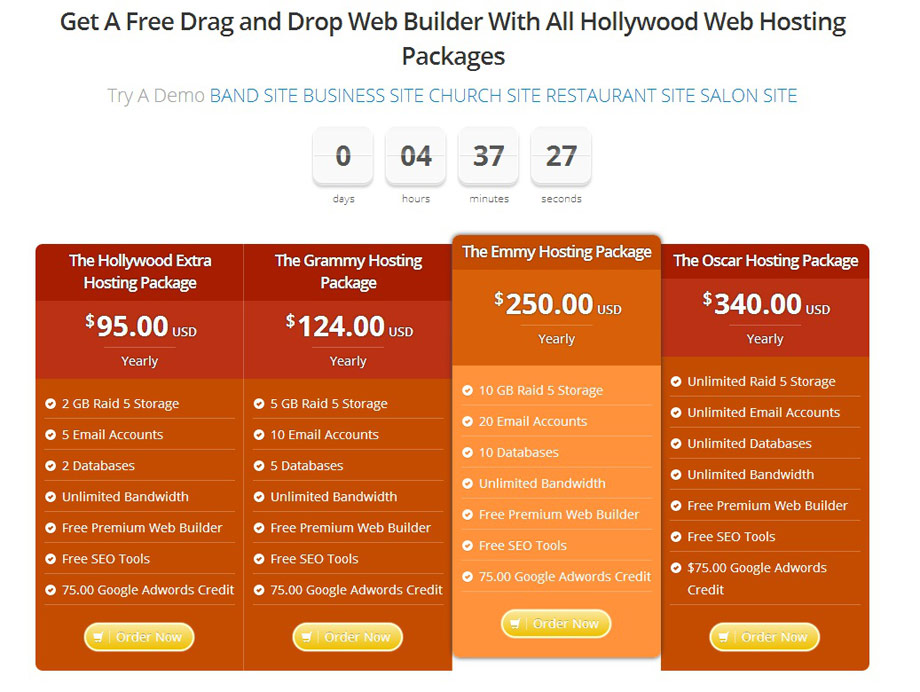 Get A Free Drag and Drop Web Builder With All Hollywood Web Hosting
Packages
Try A Demo BAND SITE BUSINESS SITE CHURCH SITE RESTAURANT SITE SALON SITE
0
04
37
27
days
hours
minutes
seconds
The Hollywood Extra
Hosting Package
$95.00 USD
Yearly
2 GB Raid 5 Storage
5 Email Accounts
2 Databases
Unlimited Bandwidth
Free Premium Web Builder
Free SEO Tools
75.00 Google Adwords Credit
Order Now
The Grammy Hosting
Package
$124.00 USD
Yearly
5 GB Raid 5 Storage
10 Email Accounts
5 Databases
Unlimited Bandwidth
Free Premium Web Builder
Free SEO Tools
75.00 Google Adwords Credit
Order Now
The Emmy Hosting Package
$250.00 USD
Yearly
10 GB Raid 5 Storage
20 Email Accounts
10 Databases
Unlimited Bandwidth
Free Premium Web Builder
Free SEO Tools
75.00 Google Adwords Credit
Order Now
The Oscar Hosting Package
$340.00 USD
Yearly
Unlimited Raid 5 Storage
Unlimited Email Accounts
Unlimited Databases
Unlimited Bandwidth
Free Premium Web Builder
Free SEO Tools
$75.00 Google Adwords
Credit
Order Now